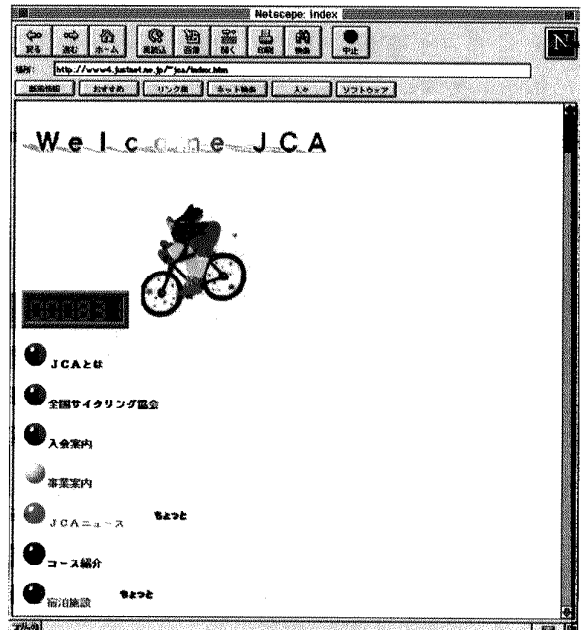 Netscape: index
戻る 進む ホーム 再読込 画像 開く 印刷 検索 中止
場所: http://www4.justnet.ne.jp/~jca/index.htm
おすすめ リンク集 ネット検索 人々 ソフトウェア
Welcome JCA
JCAとは
全国サイクリング協会
入会案内
事業案内
JCAニュース ちょっと
コース紹介
宿泊施設 ちょっと